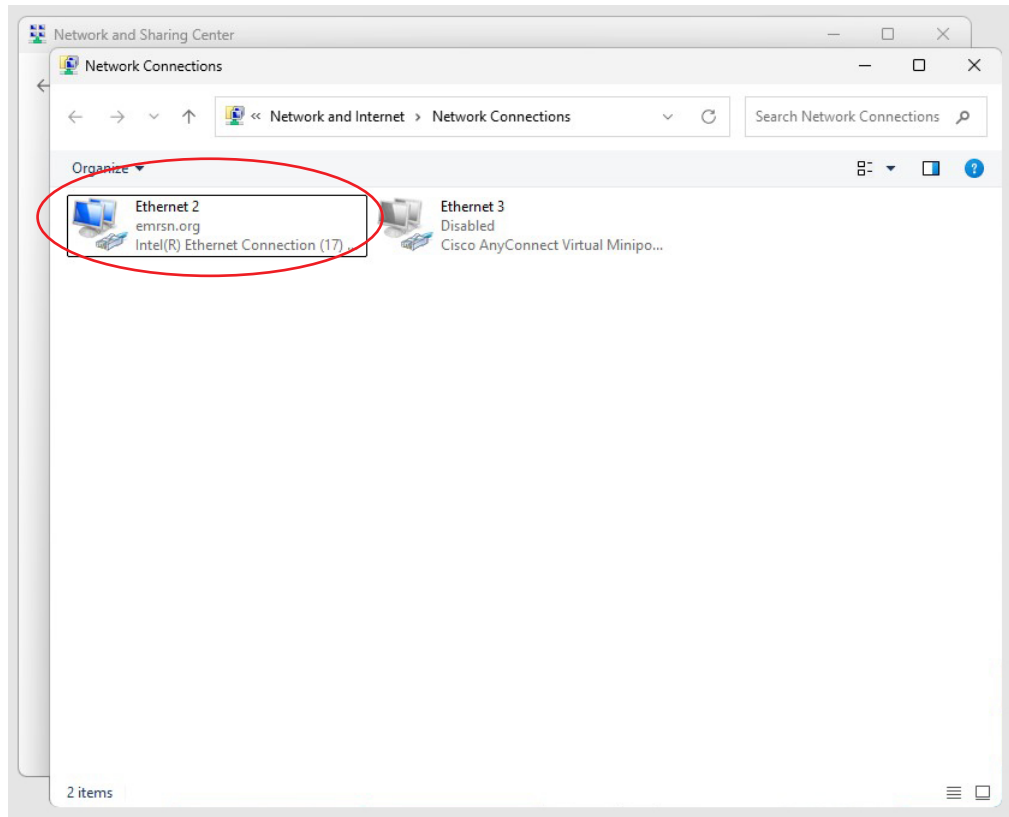 Network and Sharing Center
Network Connections
« Network and Internet › Network Connections
Search Network Connections
Organize
Ethernet 2
emrsn.org
Intel(R) Ethernet Connection (17) ...
Ethernet 3
Disabled
Cisco AnyConnect Virtual Minipo...
2 items